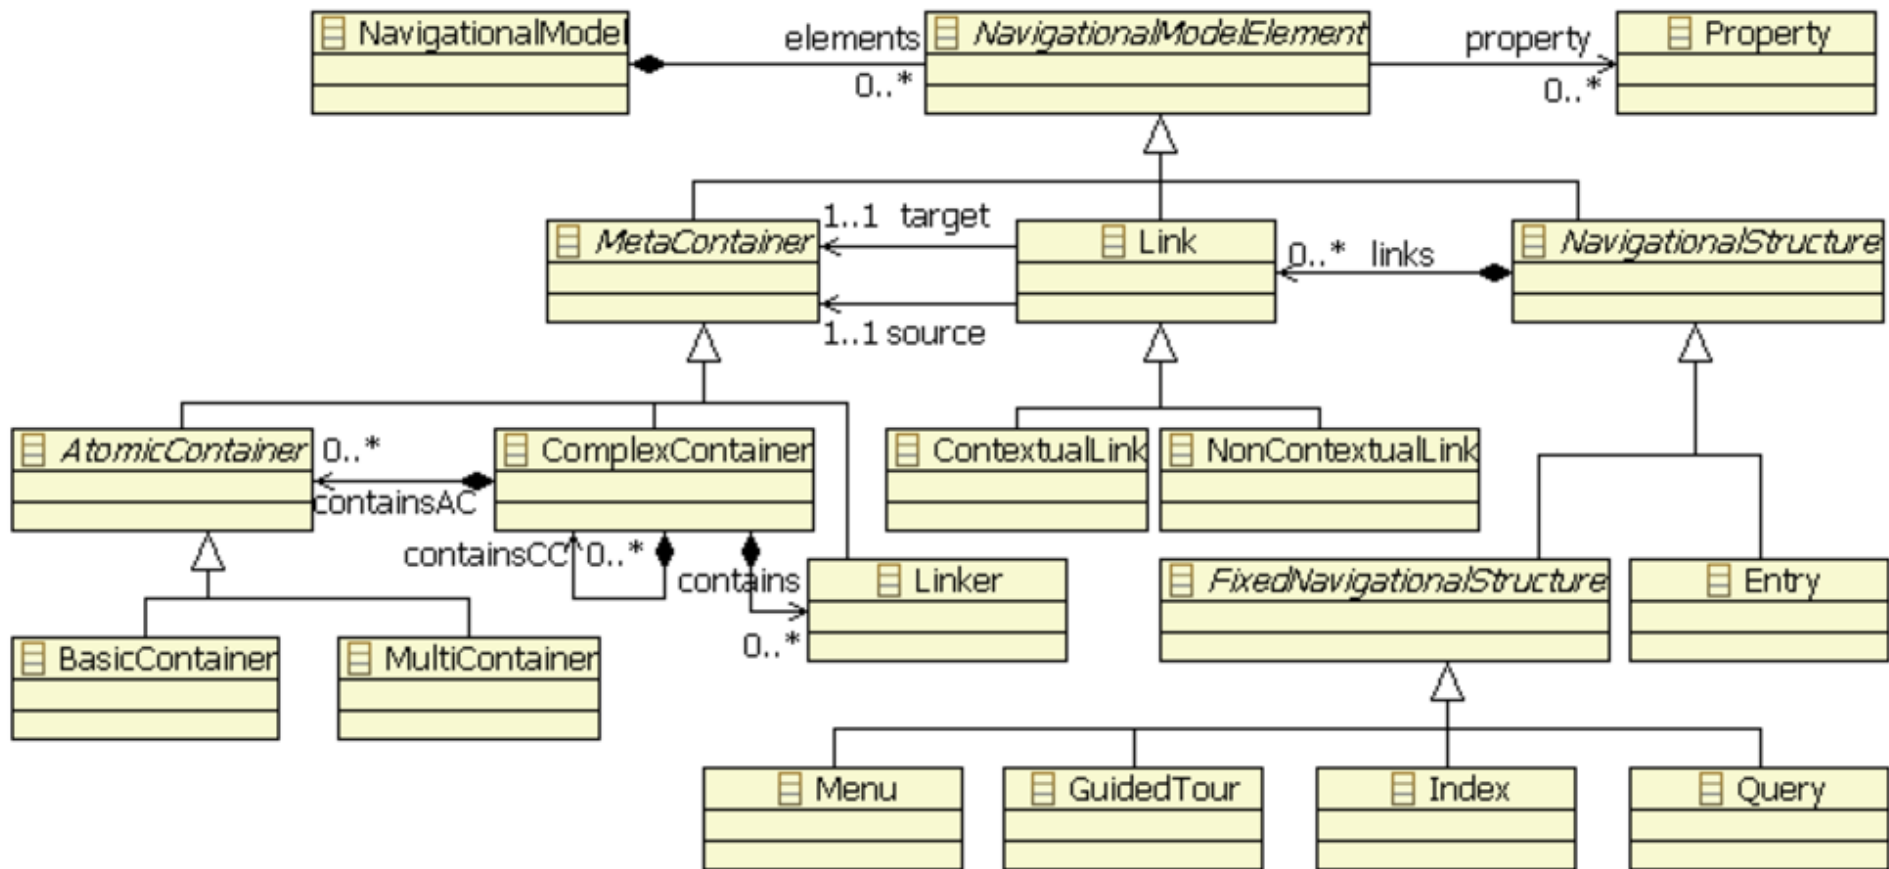 NavigationalModel
elements
0..*
NavigationalModelElement
property
0..*
Property
MetaContainer
1..1 target
1..1 source
Link
0..* links
NavigationalStructure
AtomicContainer
0..*
containsAC
ComplexContainer
containsCC 0..*
contains
0..*
Linker
ContextualLink
NonContextualLink
FixedNavigationalStructure
Entry
BasicContainer
MultiContainer
Menu
GuidedTour
Index
Query